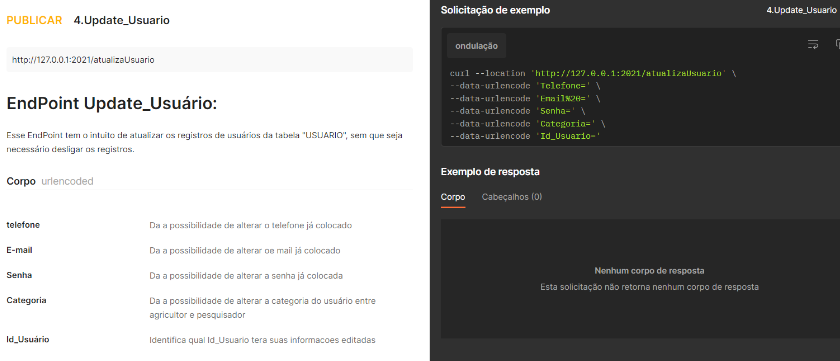 PUBLICAR 4.Update_Usuario
http://127.0.0.1:2021/atualizaUsuario
EndPoint Update_Usuário:
Esse EndPoint tem o intuito de atualizar os registros de usuários da tabela "USUARIO", sem que seja
necessário desligar os registros.
Corpo urlencoded
telefone Da a possibilidade de alterar o telefone já colocado
E-mail Da a possibilidade de alterar oe mail já colocado
Senha Da a possibilidade de alterar a senha já colocada
Categoria Da a possibilidade de alterar a categoria do usuário entre
agricultor e pesquisador
Id_Usuário Identifica qual Id_Usuario tera suas informacoes editadas
Solicitação de exemplo 4.Update_Usuario
ondulação
curl --location 'http://127.0.0.1:2021/atualizaUsuario' \
--data-urlencode 'Telefone=' \
--data-urlencode 'Email%20=' \
--data-urlencode 'Senha=' \
--data-urlencode 'Categoria=' \
--data-urlencode 'Id_Usuario='
Exemplo de resposta
Corpo Cabeçalhos (0)
Nenhum corpo de resposta
Esta solicitação não retorna nenhum corpo de resposta